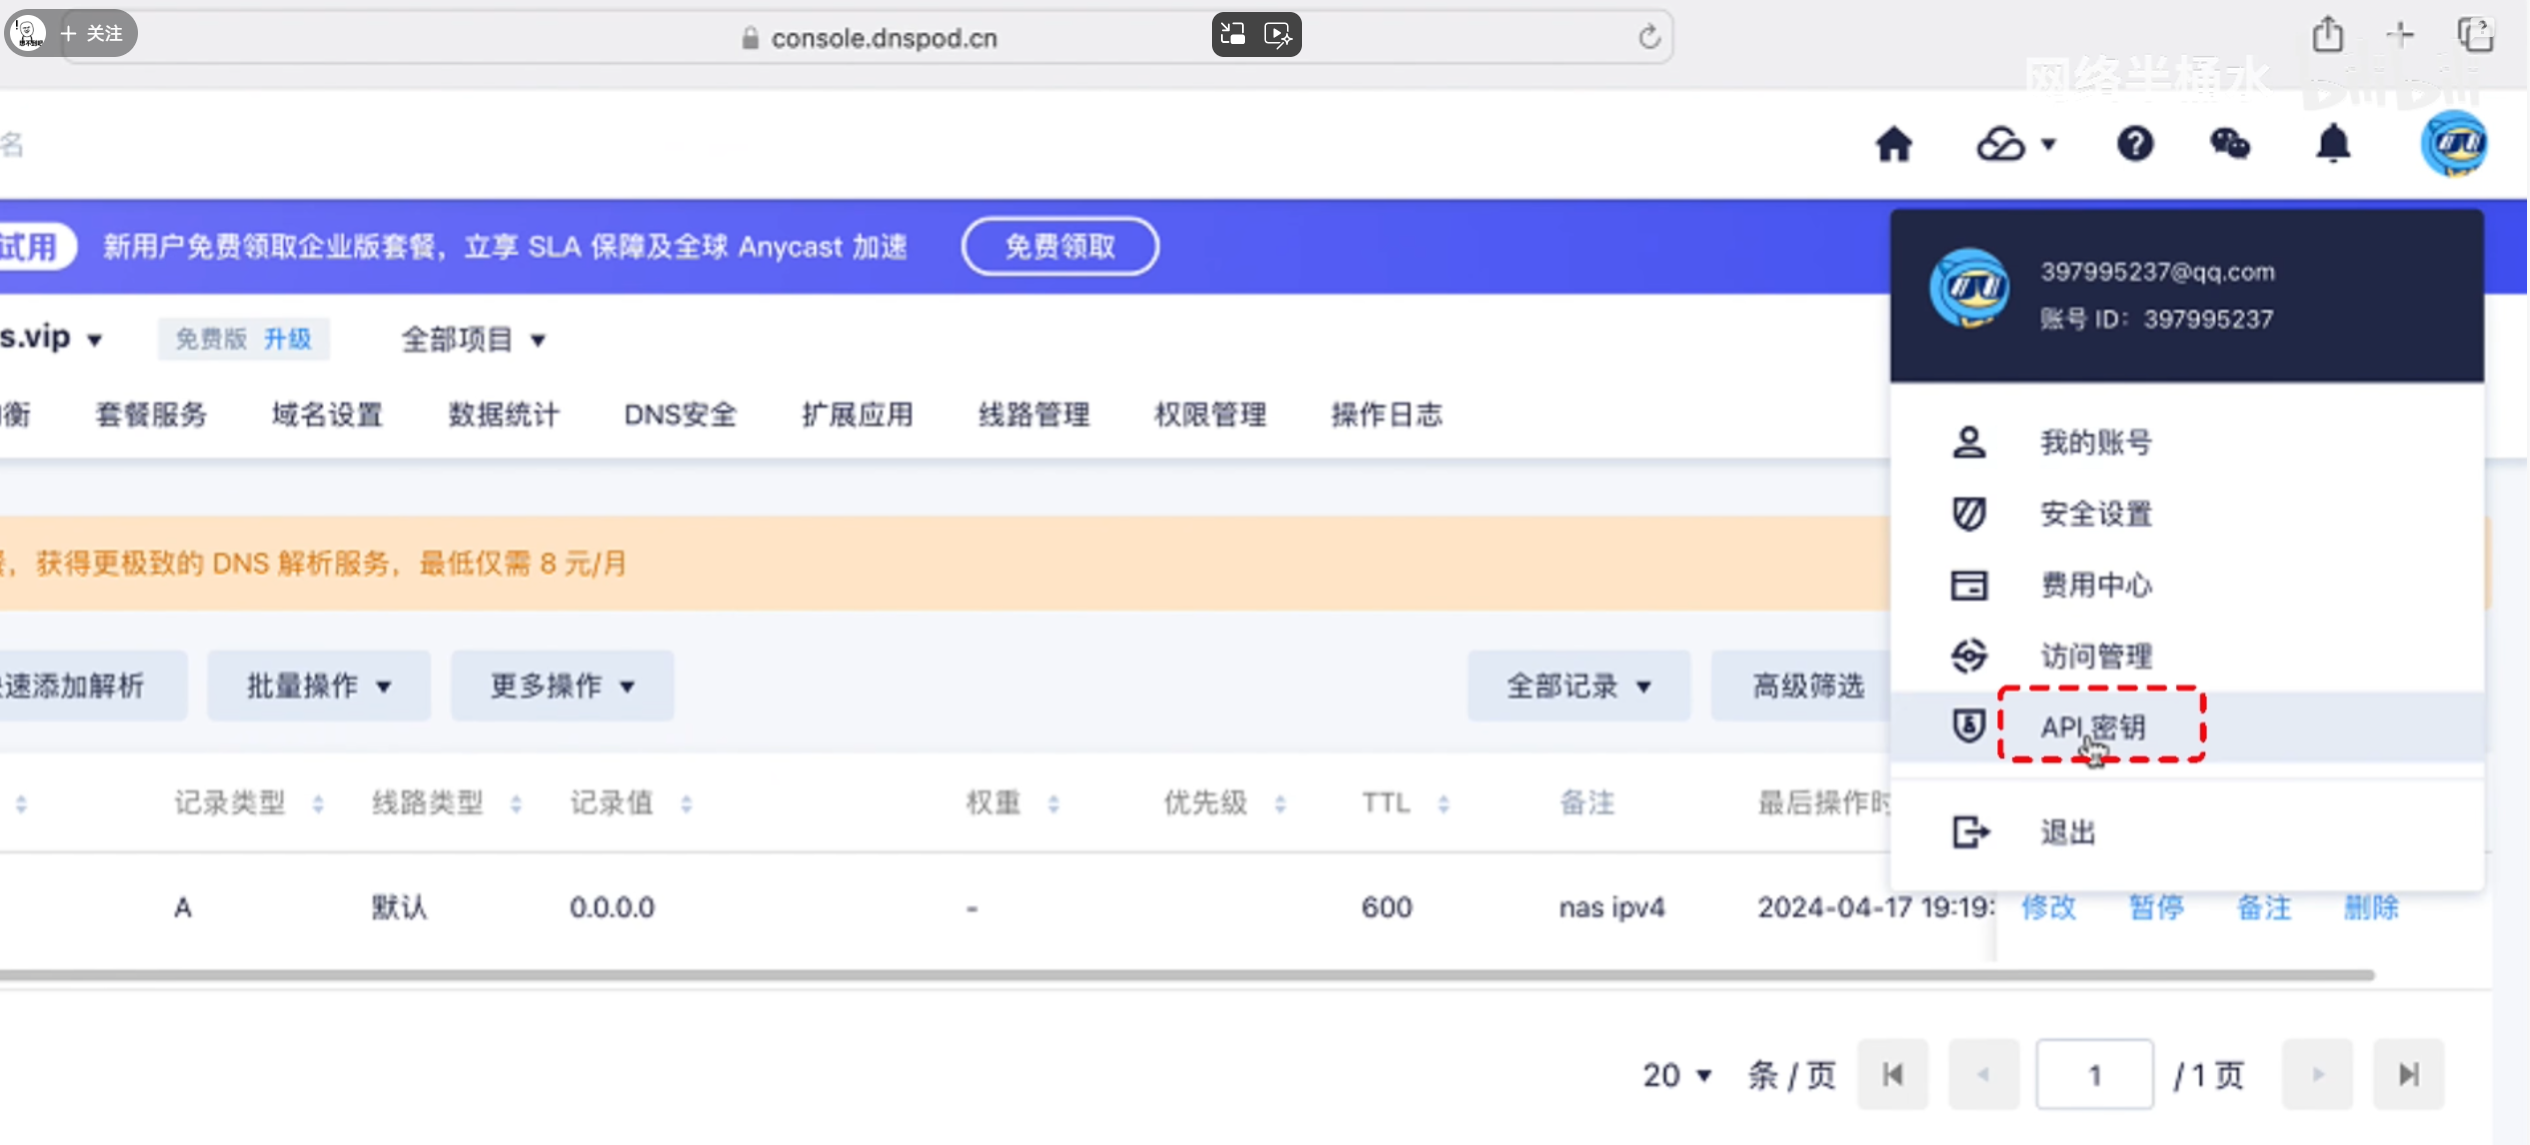 关注
console.dnspod.cn
网络半桶水
bilibili
名
试用
新用户免费领取企业版套餐，立享 SLA 保障及全球 Anycast 加速
免费领取
397995237@qq.com
账号 ID：397995237
s.vip
免费版 升级
全部项目
衡
套餐服务
域名设置
数据统计
DNS安全
扩展应用
线路管理
权限管理
操作日志
我的账号
安全设置
费用中心
访问管理
API 密钥
退出
，获得更极致的 DNS 解析服务，最低仅需 8 元/月
速添加解析
批量操作
更多操作
全部记录
高级筛选
记录类型
线路类型
记录值
权重
优先级
TTL
备注
最后操作时
A
默认
0.0.0.0
-
600
nas ipv4
2024-04-17 19:19:
修改
暂停
备注
删除
20
条 / 页
1
/ 1 页